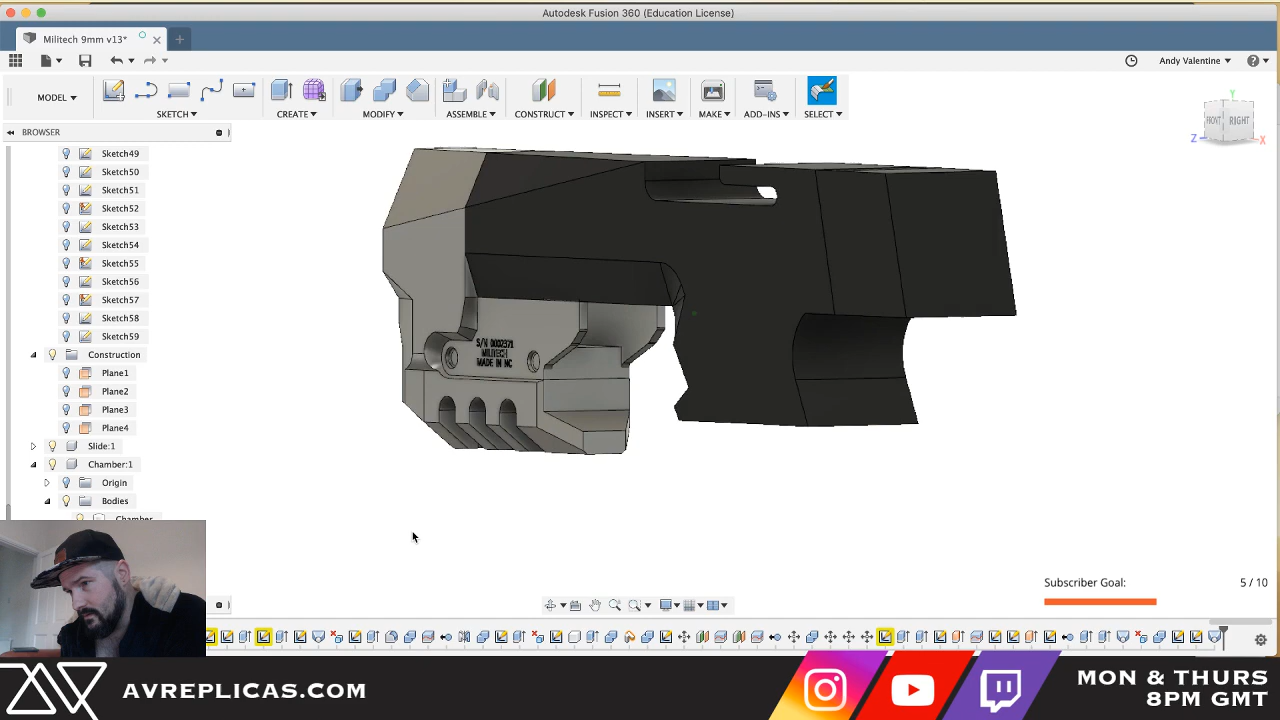 Autodesk Fusion 360 (Education License)
Militech 9mm v13*
Andy Valentine
MODEL
SKETCH
CREATE
MODIFY
ASSEMBLE
CONSTRUCT
INSPECT
INSERT
MAKE
ADD-INS
SELECT
Y
FRONT
RIGHT
Z
X
BROWSER
Sketch49
Sketch50
Sketch51
Sketch52
Sketch53
Sketch54
Sketch55
Sketch56
Sketch57
Sketch58
Sketch59
Construction
Plane1
Plane2
Plane3
Plane4
Slide:1
Chamber:1
Origin
Bodies
Chamber
S/N 0002371
MILITECH
MADE IN NC
Subscriber Goal:
5 / 10
AVREPLICAS.COM
MON & THURS
8PM GMT